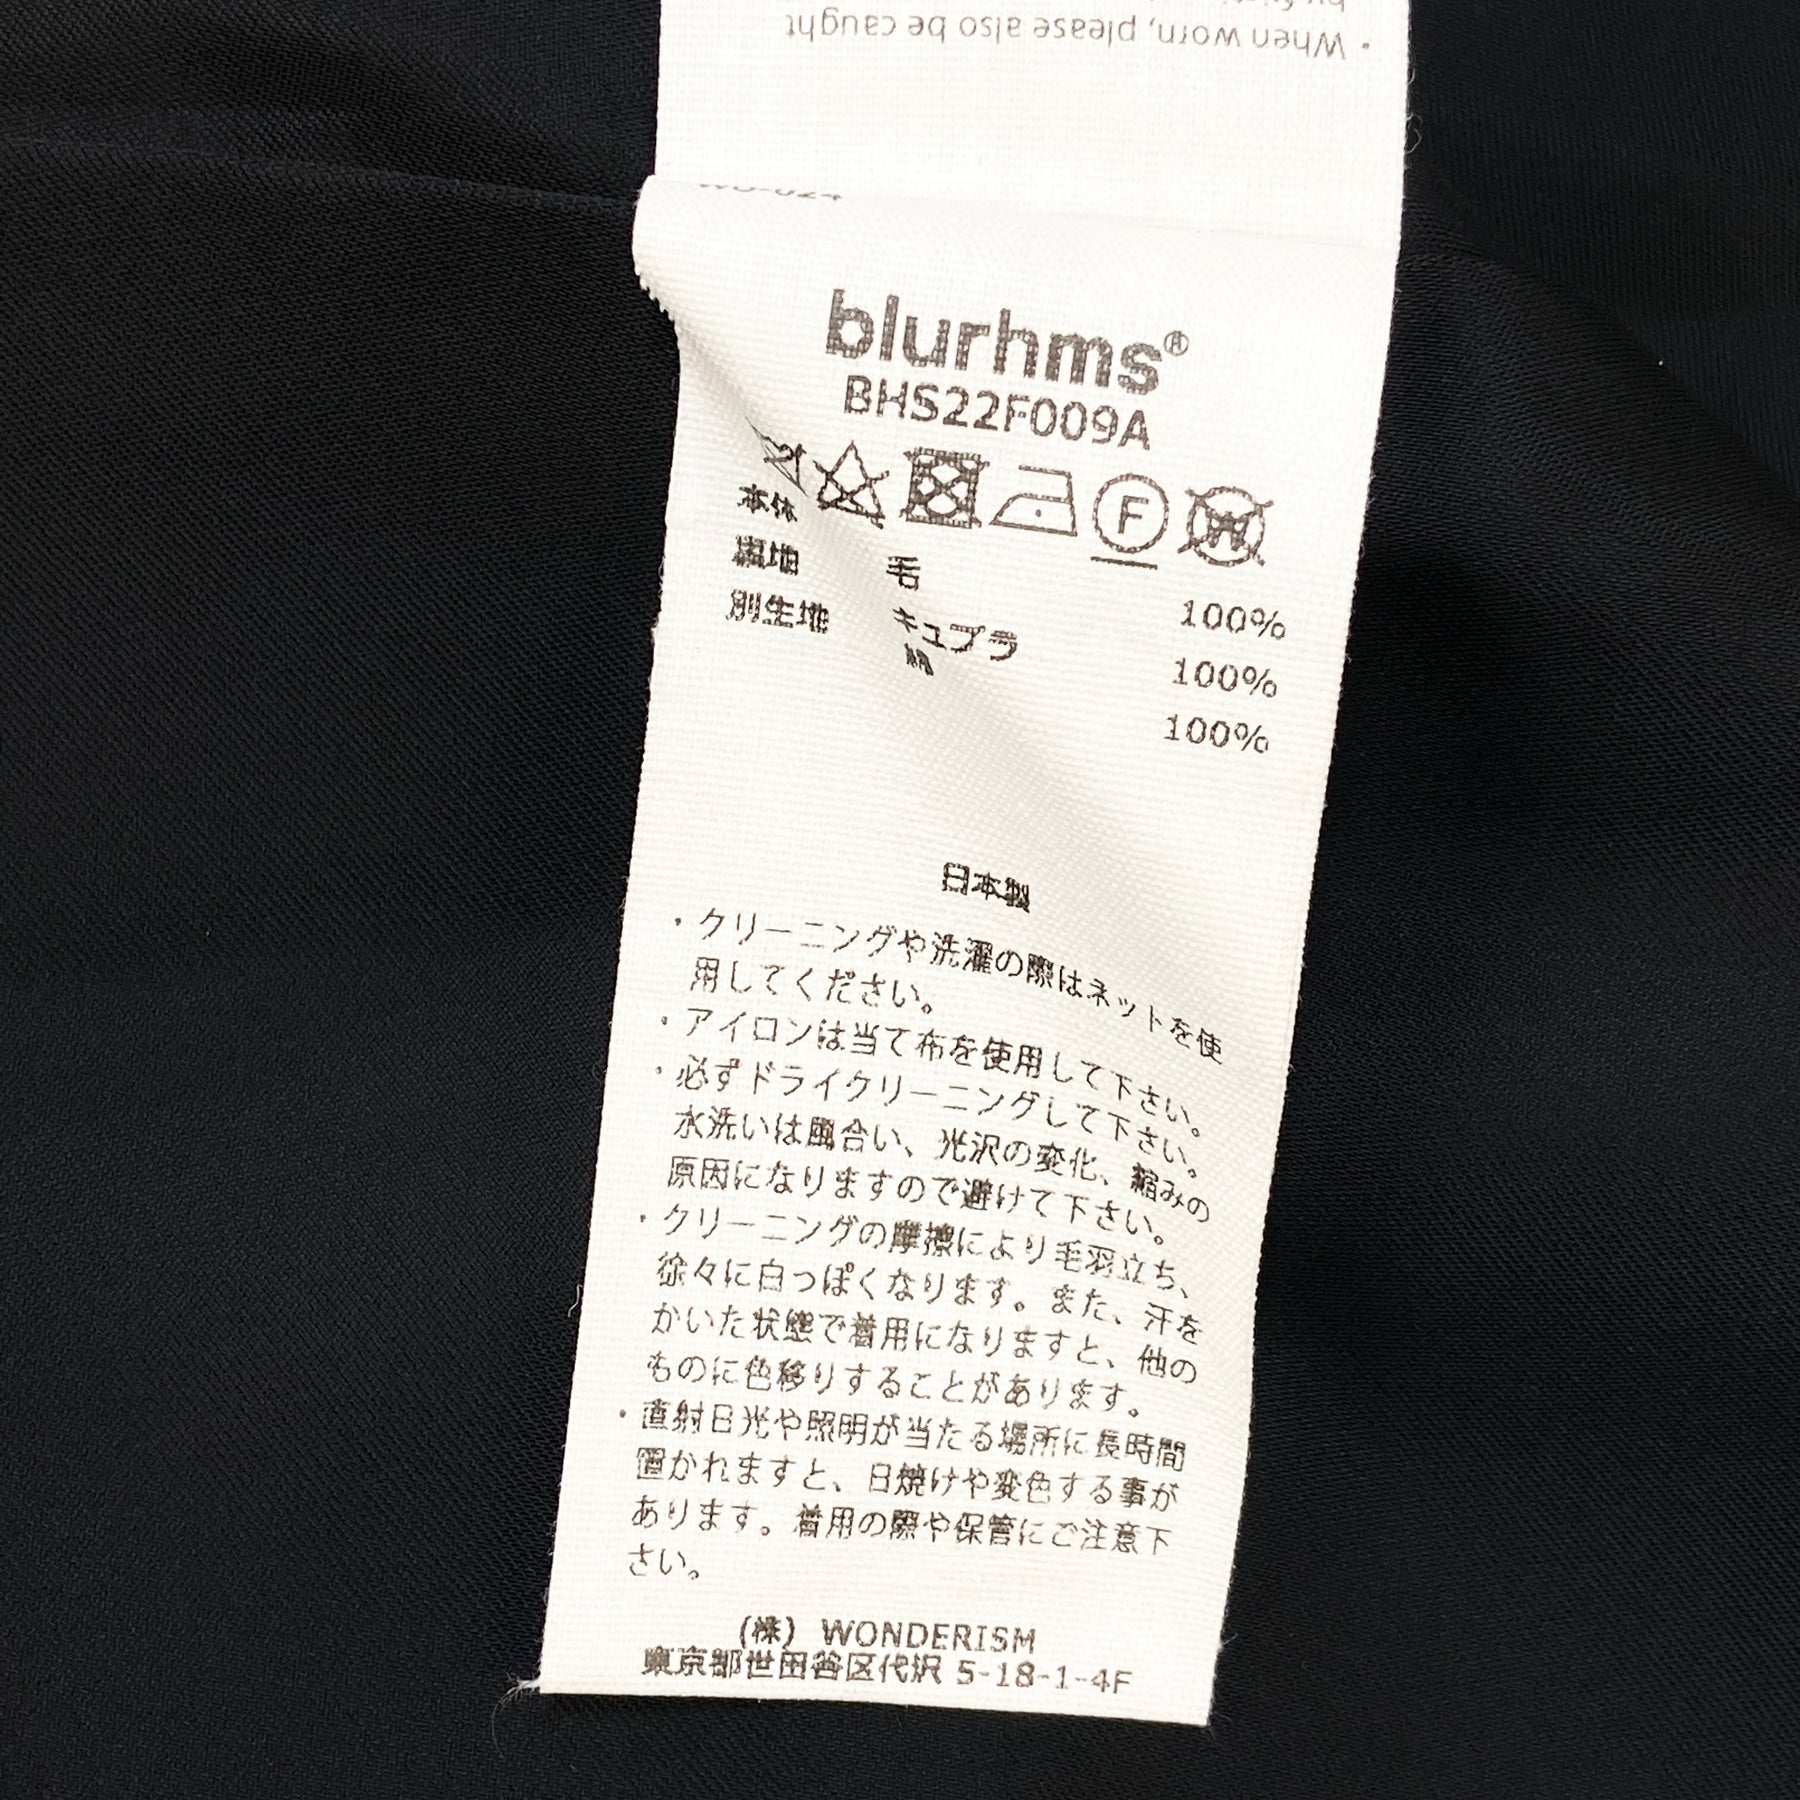 • When worn, please also be caught
blurhms®
BHS22F009A
F W
本体 毛 100%
裏地 キュプラ 100%
別生地 綿 100%
日本製
・クリーニングや洗濯の際はネットを使
用してください。
・アイロンは当て布を使用して下さい。
・必ずドライクリーニングして下さい。
水洗いは風合い、光沢の変化、縮みの
原因になりますので避けて下さい。
・クリーニングの摩擦により毛羽立ち、
徐々に白っぽくなります。また、汗を
かいた状態で着用になりますと、他の
ものに色移りすることがあります。
・直射日光や照明が当たる場所に長時間
置かれますと、日焼けや変色する事が
あります。着用の際や保管にご注意下
さい。
(株) WONDERISM
東京都世田谷区代沢 5-18-1-4F